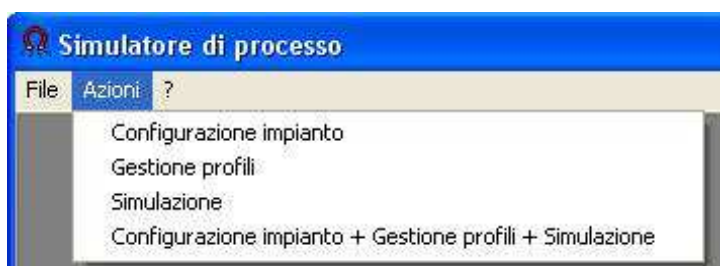 Simulatore di processo
File Azioni ?
Configurazione impianto
Gestione profili
Simulazione
Configurazione impianto + Gestione profili + Simulazione